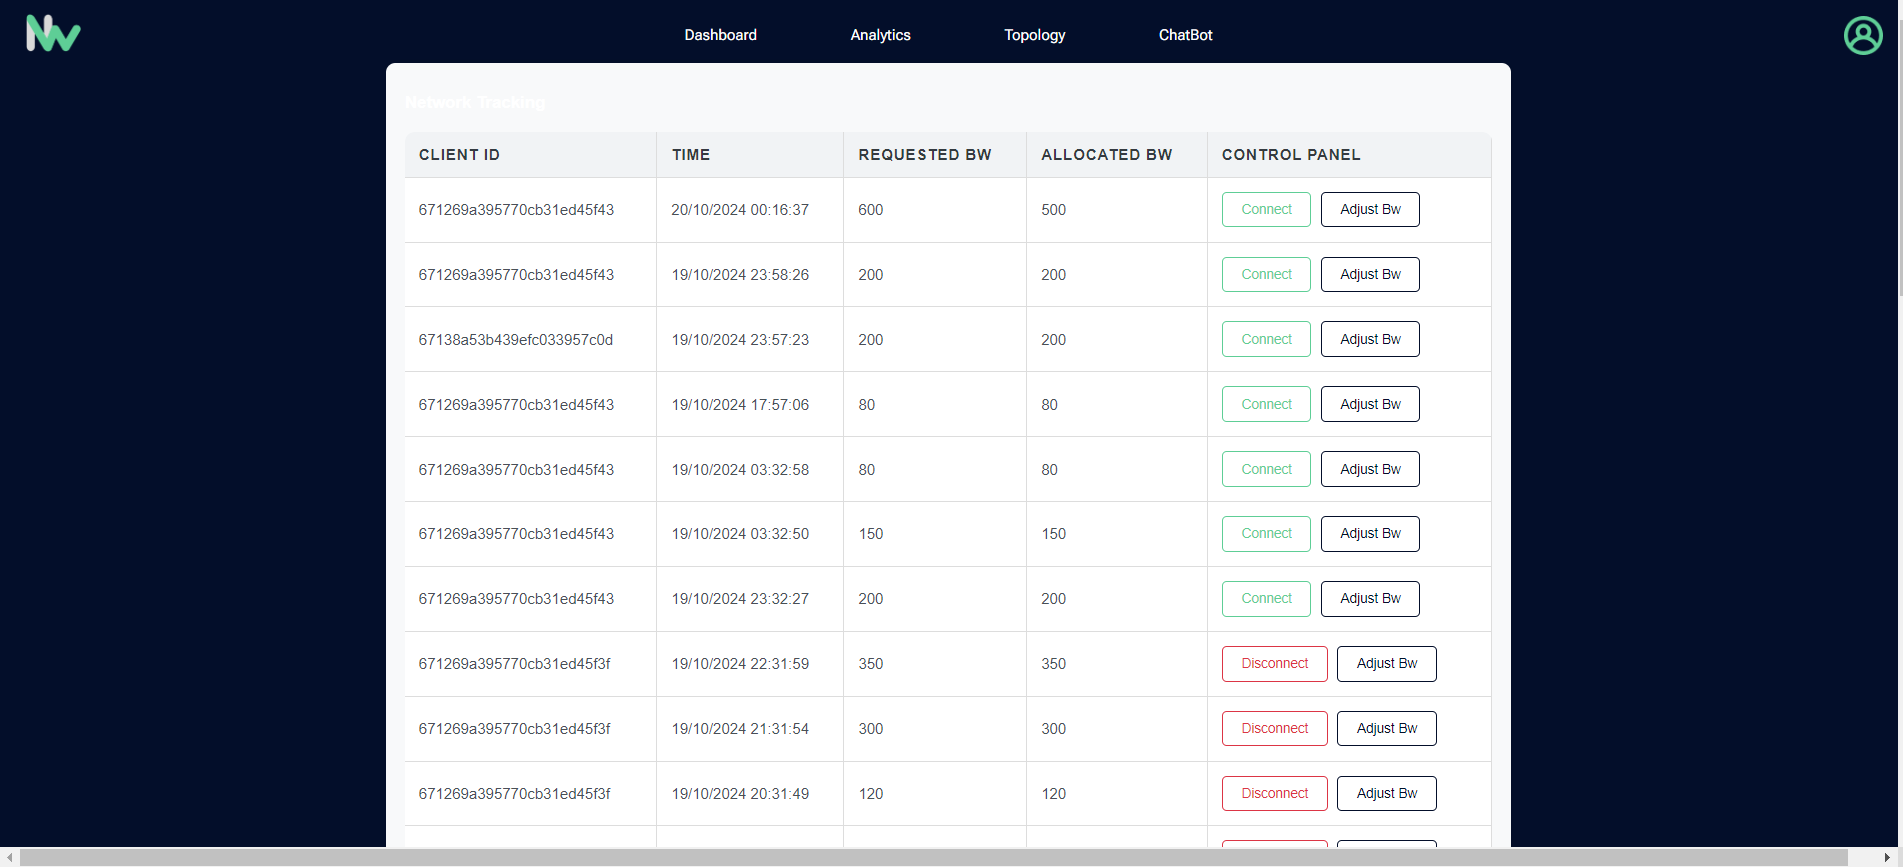 Dashboard Analytics Topology ChatBot
Network Tracking
CLIENT ID TIME REQUESTED BW ALLOCATED BW CONTROL PANEL
671269a395770cb31ed45f43 20/10/2024 00:16:37 600 500 Connect Adjust Bw
671269a395770cb31ed45f43 19/10/2024 23:58:26 200 200 Connect Adjust Bw
67138a53b439efc033957c0d 19/10/2024 23:57:23 200 200 Connect Adjust Bw
671269a395770cb31ed45f43 19/10/2024 17:57:06 80 80 Connect Adjust Bw
671269a395770cb31ed45f43 19/10/2024 03:32:58 80 80 Connect Adjust Bw
671269a395770cb31ed45f43 19/10/2024 03:32:50 150 150 Connect Adjust Bw
671269a395770cb31ed45f43 19/10/2024 23:32:27 200 200 Connect Adjust Bw
671269a395770cb31ed45f3f 19/10/2024 22:31:59 350 350 Disconnect Adjust Bw
671269a395770cb31ed45f3f 19/10/2024 21:31:54 300 300 Disconnect Adjust Bw
671269a395770cb31ed45f3f 19/10/2024 20:31:49 120 120 Disconnect Adjust Bw